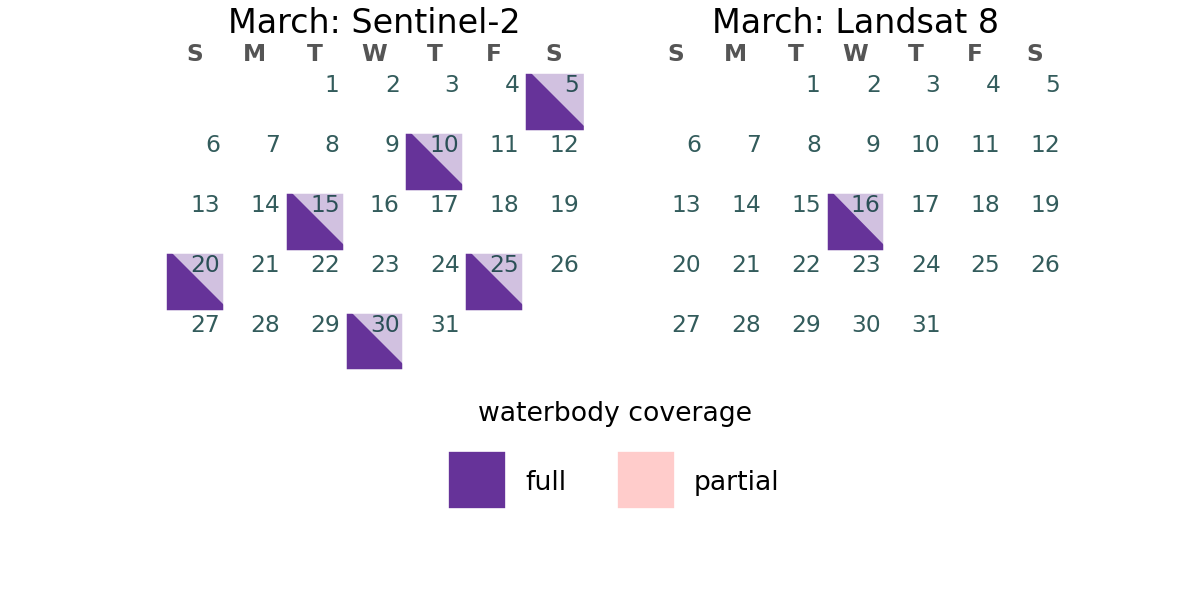 March: Sentinel-2
S M T W T F S
1 2 3 4 5
6 7 8 9 10 11 12
13 14 15 16 17 18 19
20 21 22 23 24 25 26
27 28 29 30 31
March: Landsat 8
S M T W T F S
1 2 3 4 5
6 7 8 9 10 11 12
13 14 15 16 17 18 19
20 21 22 23 24 25 26
27 28 29 30 31
waterbody coverage
full partial